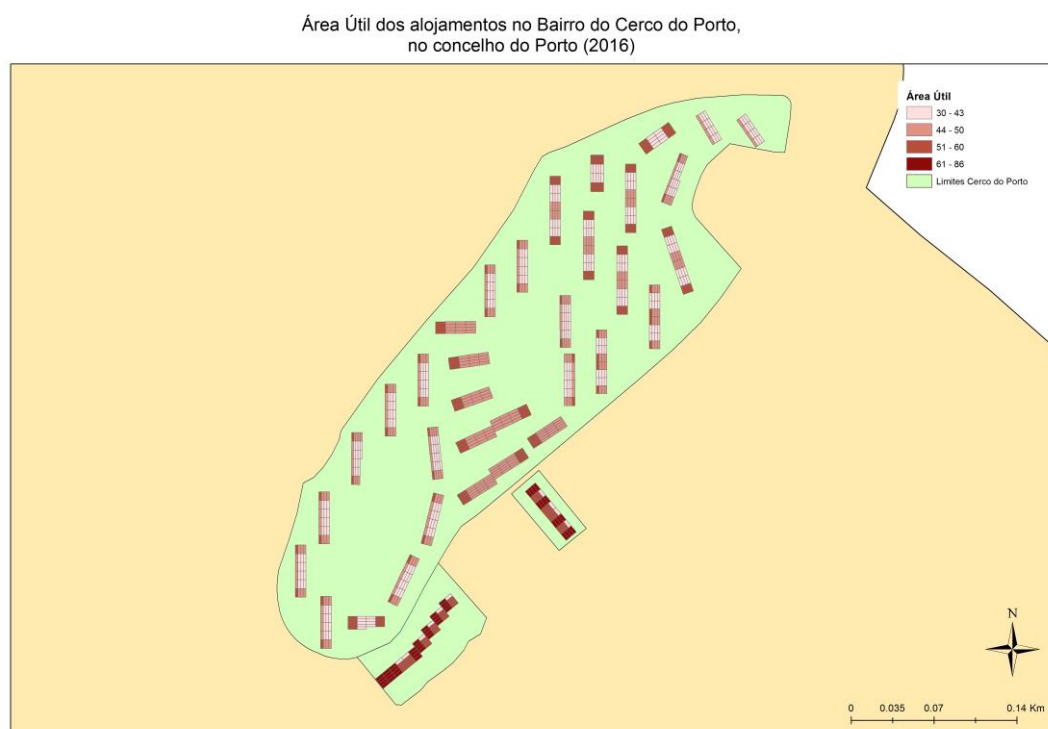 Área Útil dos alojamentos no Bairro do Cerco do Porto,
no concelho do Porto (2016)
Área Útil
30 - 43
44 - 50
51 - 60
61 - 86
Limites Cerco do Porto
N
0 0.035 0.07 0.14 Km